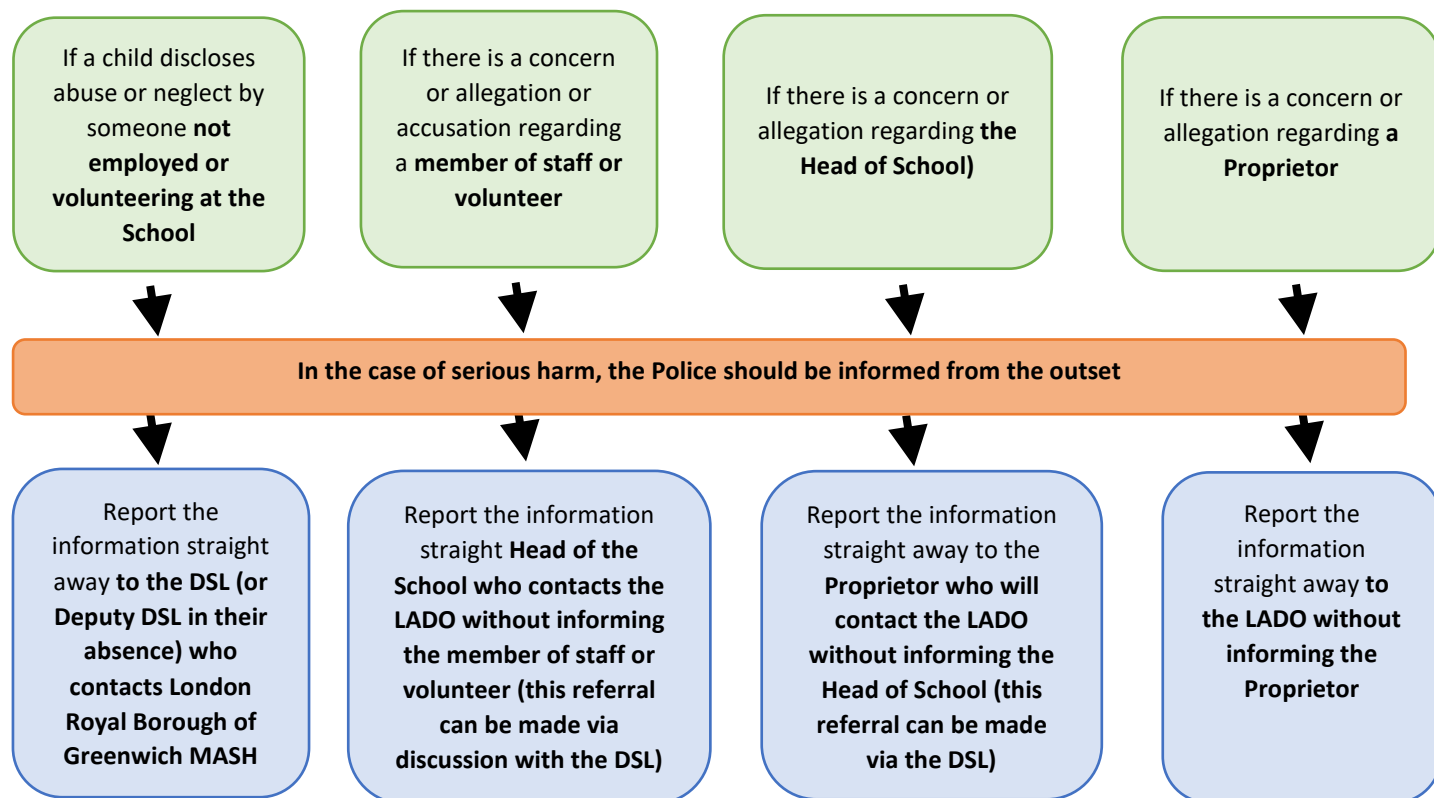 If a child discloses
abuse or neglect by
someone not
employed or
volunteering at the
School
If there is a concern
or allegation or
accusation regarding
a member of staff or
volunteer
If there is a concern or
allegation regarding the
Head of School)
If there is a concern or
allegation regarding a
Proprietor
In the case of serious harm, the Police should be informed from the outset
Report the
information straight
away to the DSL (or
Deputy DSL in their
absence) who
contacts London
Royal Borough of
Greenwich MASH
Report the information
straight Head of the
School who contacts the
LADO without informing
the member of staff or
volunteer (this referral
can be made via
discussion with the DSL)
Report the information
straight away to the
Proprietor who will
contact the LADO
without informing the
Head of School (this
referral can be made
via the DSL)
Report the
information
straight away to
the LADO without
informing the
Proprietor